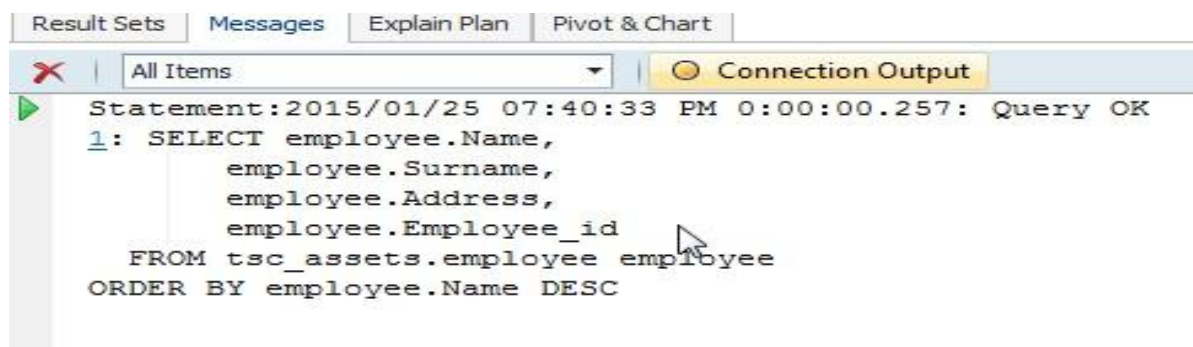 Result Sets Messages Explain Plan Pivot & Chart
All Items Connection Output
Statement:2015/01/25 07:40:33 PM 0:00:00.257: Query OK
1: SELECT employee.Name,
employee.Surname,
employee.Address,
employee.Employee_id
FROM tsc_assets.employee employee
ORDER BY employee.Name DESC